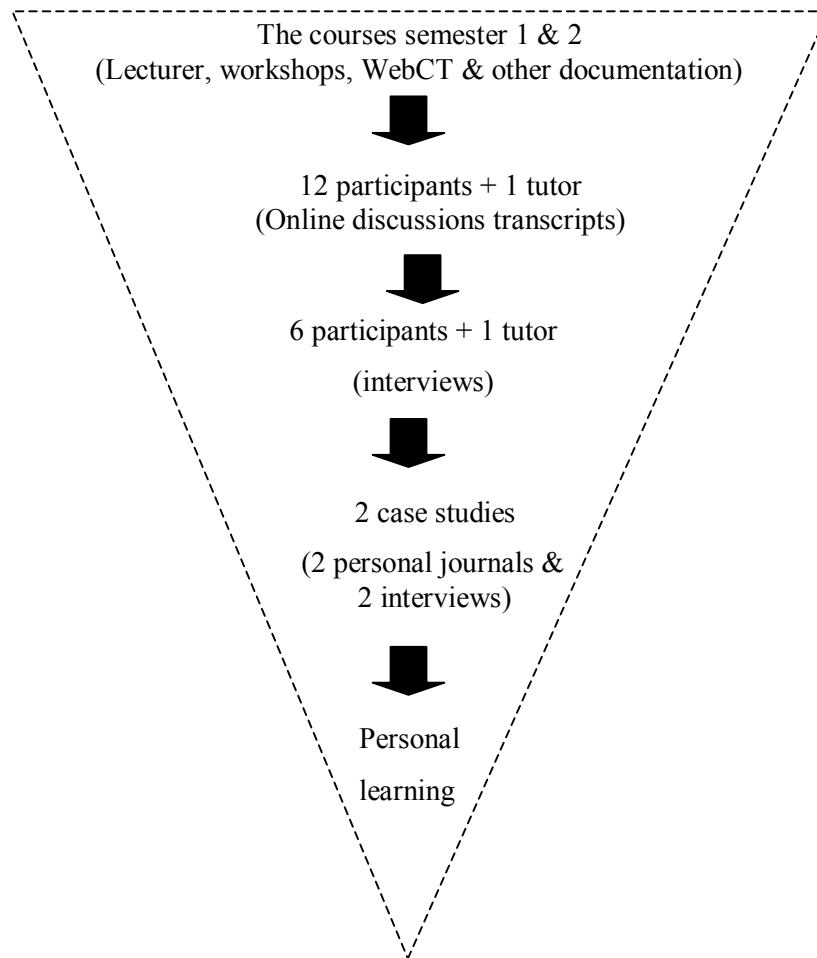 The courses semester 1 & 2
(Lecturer, workshops, WebCT & other documentation)
12 participants + 1 tutor
(Online discussions transcripts)
6 participants + 1 tutor
(interviews)
2 case studies
(2 personal journals &
2 interviews)
Personal
learning